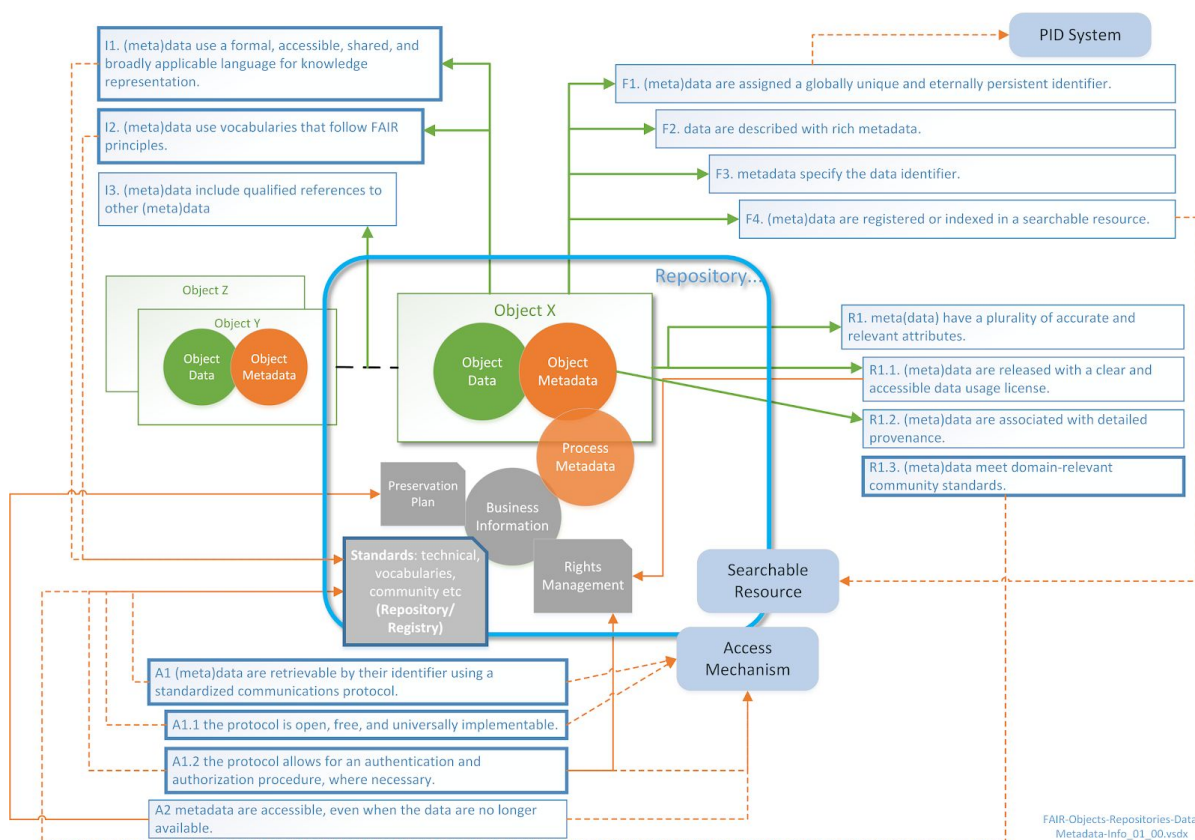 PID System
I1. (meta)data use a formal, accessible, shared, and
broadly applicable language for knowledge
representation.
I2. (meta)data use vocabularies that follow FAIR
principles.
I3. (meta)data include qualified references to
other (meta)data
F1. (meta)data are assigned a globally unique and eternally persistent identifier.
F2. data are described with rich metadata.
F3. metadata specify the data identifier.
F4. (meta)data are registered or indexed in a searchable resource.
Repository...
Object Z
Object Y
Object
Data
Object
Metadata
Object X
Object
Data
Object
Metadata
Process
Metadata
Preservation
Plan
Business
Information
Standards: technical,
vocabularies,
community etc
(Repository/
Registry)
Rights
Management
R1. meta(data) have a plurality of accurate and
relevant attributes.
R1.1. (meta)data are released with a clear and
accessible data usage license.
R1.2. (meta)data are associated with detailed
provenance.
R1.3. (meta)data meet domain-relevant
community standards.
Searchable
Resource
Access
Mechanism
A1 (meta)data are retrievable by their identifier using a
standardized communications protocol.
A1.1 the protocol is open, free, and universally implementable.
A1.2 the protocol allows for an authentication and
authorization procedure, where necessary.
A2 metadata are accessible, even when the data are no longer
available.
FAIR-Objects-Repositories-Data
Metadata-Info_01_00.vsdx